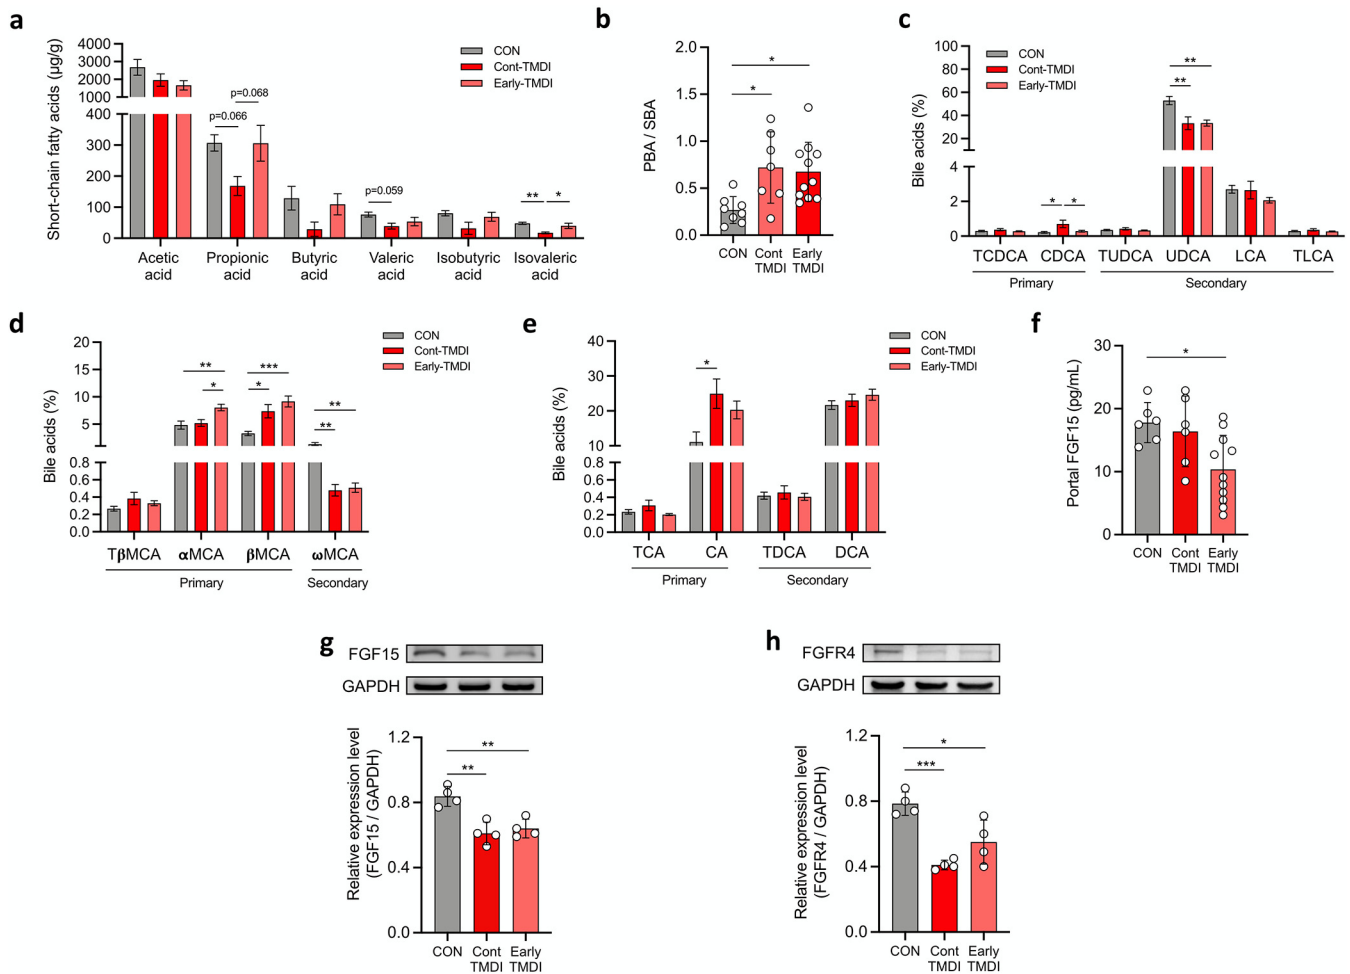 a
Short-chain fatty acids (µg/g)
4000
3000
2000
1000
400
300
200
100
0
CON
Cont-TMDI
Early-TMDI
p=0.066
p=0.068
p=0.059
**
*
Acetic acid
Propionic acid
Butyric acid
Valeric acid
Isobutyric acid
Isovaleric acid
b
PBA / SBA
2.0
1.5
1.0
0.5
0.0
*
*
CON
Cont TMDI
Early TMDI
c
Bile acids (%)
100
80
60
40
20
4
2
0
CON
Cont-TMDI
Early-TMDI
*
*
**
**
TCDCA
CDCA
TUDCA
UDCA
LCA
TLCA
Primary
Secondary
d
Bile acids (%)
20
15
10
5
0.8
0.6
0.4
0.2
0.0
CON
Cont-TMDI
Early-TMDI
**
*
***
*
**
**
TβMCA
αMCA
βMCA
ωMCA
Primary
Secondary
e
Bile acids (%)
40
30
20
10
0.8
0.6
0.4
0.2
0.0
CON
Cont-TMDI
Early-TMDI
*
TCA
CA
TDCA
DCA
Primary
Secondary
f
Portal FGF15 (pg/mL)
30
20
10
0
*
CON
Cont TMDI
Early TMDI
g
FGF15
GAPDH
Relative expression level
(FGF15 / GAPDH)
1.2
0.8
0.4
0.0
**
**
CON
Cont TMDI
Early TMDI
h
FGFR4
GAPDH
Relative expression level
(FGFR4 / GAPDH)
1.2
0.8
0.4
0.0
*
***
CON
Cont TMDI
Early TMDI